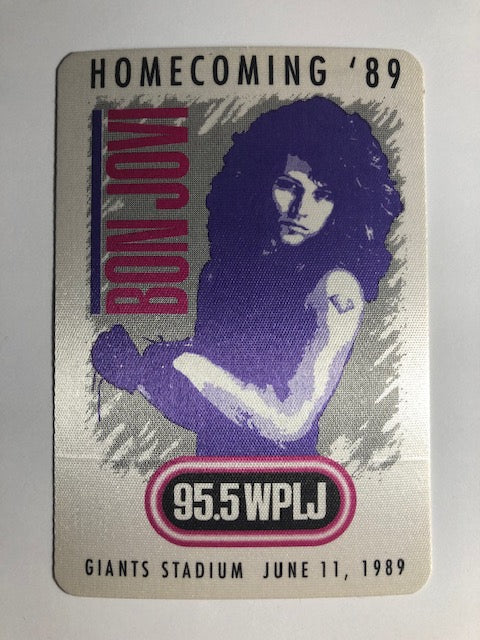 HOMECOMING '89
BON JOVI
95.5 WPLJ
GIANTS STADIUM JUNE 11, 1989